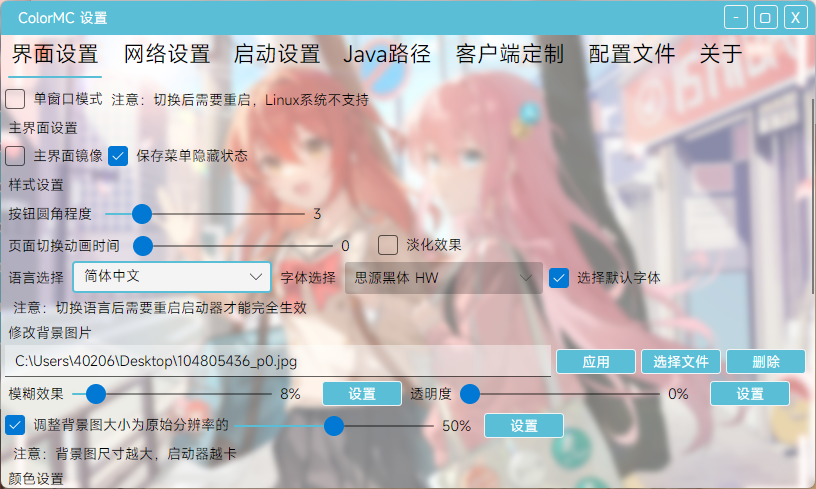 ColorMC 设置
界面设置 网络设置 启动设置 Java路径 客户端定制 配置文件 关于
单窗口模式 注意：切换后需要重启，Linux系统不支持
主界面设置
主界面镜像 保存菜单隐藏状态
样式设置
按钮圆角程度 3
页面切换动画时间 0 淡化效果
语言选择 简体中文 字体选择 思源黑体 HW 选择默认字体
注意：切换语言后需要重启启动器才能完全生效
修改背景图片
C:\Users\40206\Desktop\104805436_p0.jpg 应用 选择文件 删除
模糊效果 8% 设置 透明度 0% 设置
调整背景图大小为原始分辨率的 50% 设置
注意：背景图尺寸越大，启动器越卡
颜色设置